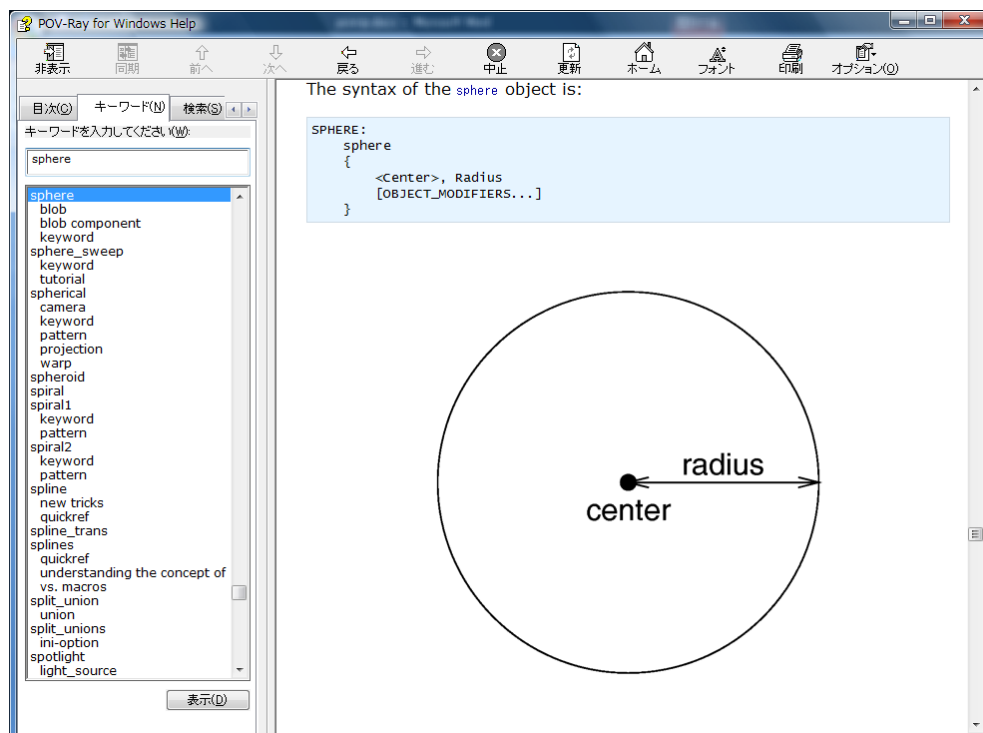 POV-Ray for Windows Help
非表示 同期 前へ 次へ 戻る 進む 中止 更新 ホーム フォント 印刷 オプション(O)
目次(C) キーワード(N) 検索(S)
キーワードを入力してください(W):
sphere
sphere
blob
blob component
keyword
sphere_sweep
keyword
tutorial
spherical
camera
keyword
pattern
projection
warp
spheroid
spiral
spiral1
keyword
pattern
spiral2
keyword
pattern
spline
new tricks
quickref
spline_trans
splines
quickref
understanding the concept of
vs. macros
split_union
union
split_unions
ini-option
spotlight
light_source
表示(D)
The syntax of the sphere object is:
SPHERE:
sphere
{
<Center>, Radius
[OBJECT_MODIFIERS...]
}
radius
center